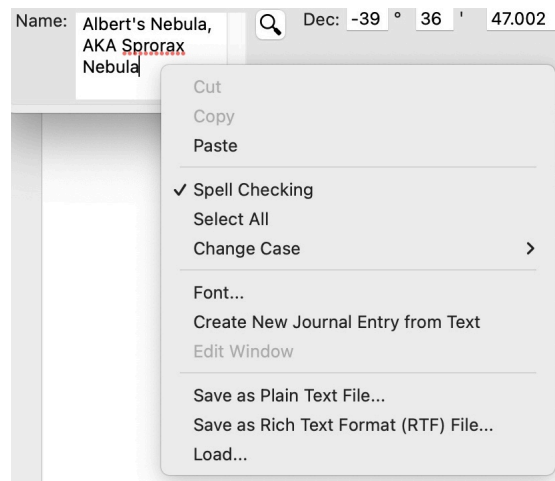 Name: Albert's Nebula, Dec: -39 ° 36 ' 47.002
AKA Sprorax
Nebula
Cut
Copy
Paste
✓ Spell Checking
Select All
Change Case >
Font...
Create New Journal Entry from Text
Edit Window
Save as Plain Text File...
Save as Rich Text Format (RTF) File...
Load...